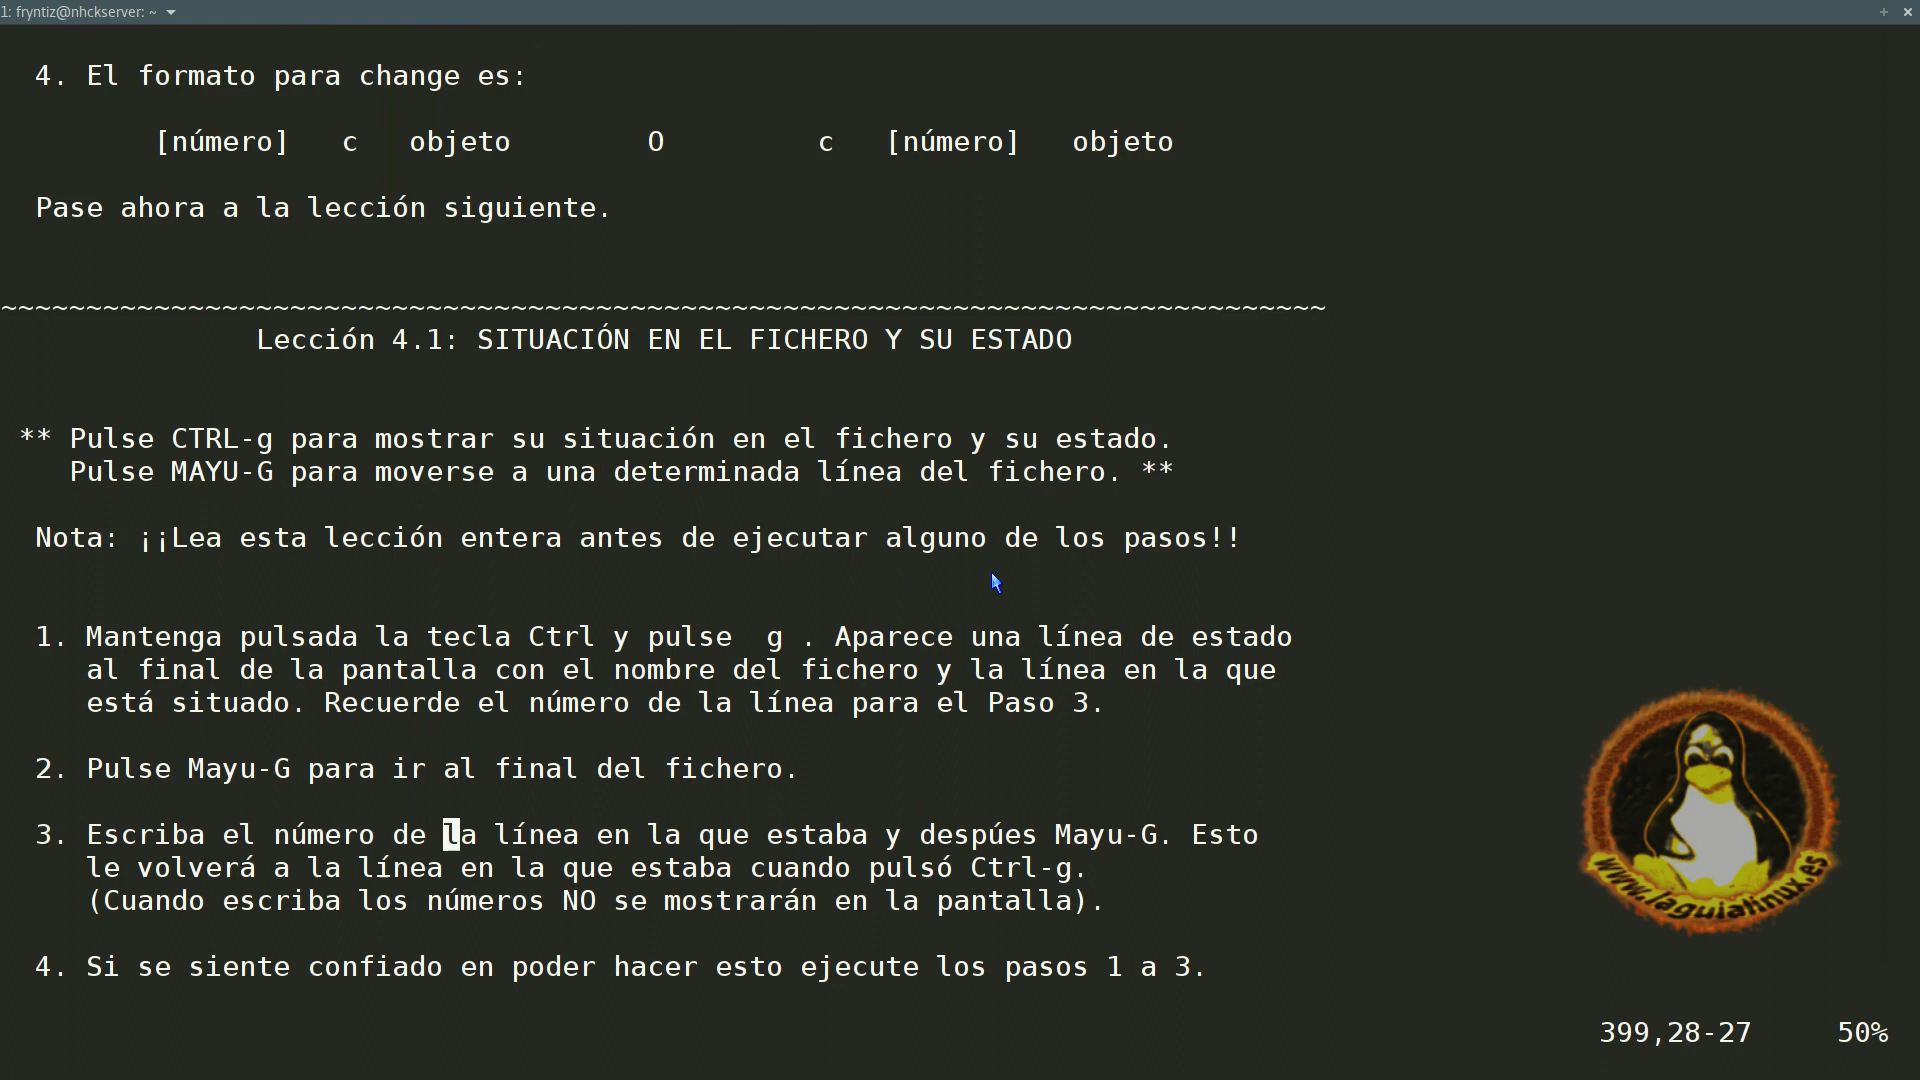 1: fryntiz@nhckserver: ~
4. El formato para change es:
[número] c objeto O c [número] objeto
Pase ahora a la lección siguiente.
~~~~~~~~~~~~~~~~~~~~~~~~~~~~~~~~~~~~~~~~~~~~~~~~~~~~~~~~~~~~~~~~~~~~~~~~~~~~~~
Lección 4.1: SITUACIÓN EN EL FICHERO Y SU ESTADO
** Pulse CTRL-g para mostrar su situación en el fichero y su estado.
Pulse MAYU-G para moverse a una determinada línea del fichero. **
Nota: ¡¡Lea esta lección entera antes de ejecutar alguno de los pasos!!
1. Mantenga pulsada la tecla Ctrl y pulse  g . Aparece una línea de estado
al final de la pantalla con el nombre del fichero y la línea en la que
está situado. Recuerde el número de la línea para el Paso 3.
2. Pulse Mayu-G para ir al final del fichero.
3. Escriba el número de la línea en la que estaba y despúes Mayu-G. Esto
le volverá a la línea en la que estaba cuando pulsó Ctrl-g.
(Cuando escriba los números NO se mostrarán en la pantalla).
4. Si se siente confiado en poder hacer esto ejecute los pasos 1 a 3.
www.laguialinux.es
399,28-27 50%